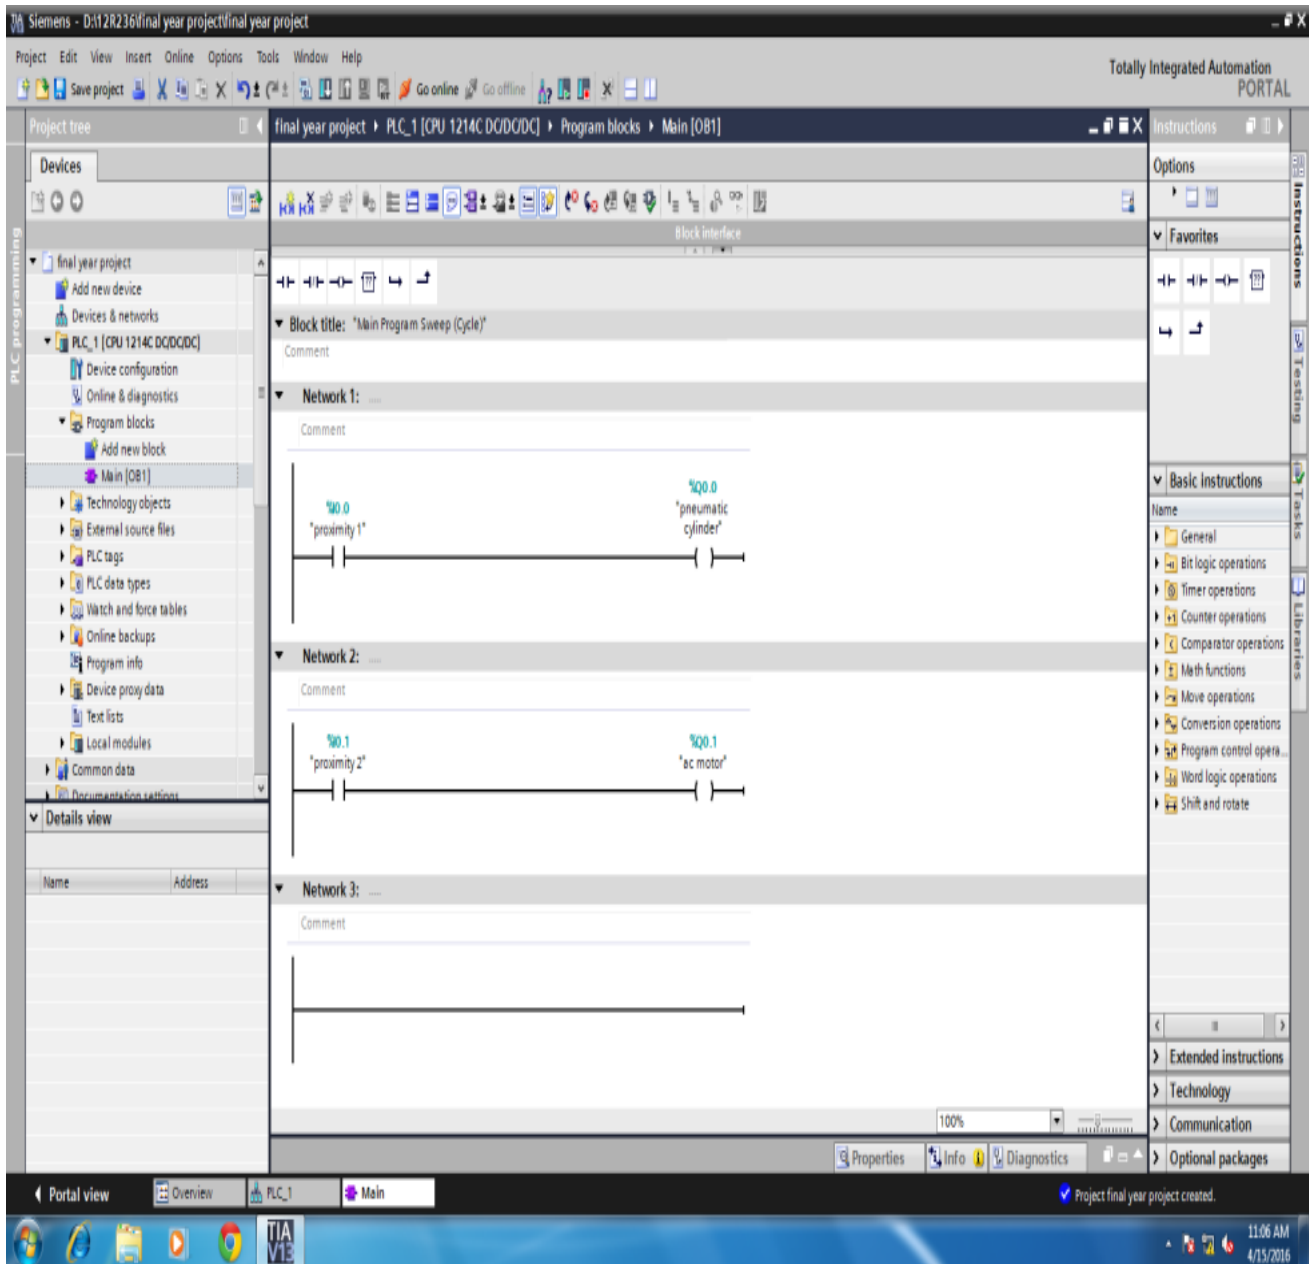 Siemens - D:\12R236\final year project\final year project
Project Edit View Insert Online Options Tools Window Help
Totally Integrated Automation
PORTAL
Save project Go online Go offline
Project tree
final year project PLC_1 [CPU 1214C DC/DC/DC] Program blocks Main [OB1]
Instructions
Devices
Options
Block interface
PLC programming
final year project
Add new device
Devices & networks
PLC_1 [CPU 1214C DC/DC/DC]
Device configuration
Online & diagnostics
Program blocks
Add new block
Main [OB1]
Technology objects
External source files
PLC tags
PLC data types
Watch and force tables
Online backups
Program info
Device proxy data
Text lists
Local modules
Common data
Documentation settings
Details view
Name Address
Block title: "Main Program Sweep (Cycle)"
Comment
Network 1: .....
Comment
%I0.0
"proximity 1"
%Q0.0
"pneumatic
cylinder"
Network 2: .....
Comment
%I0.1
"proximity 2"
%Q0.1
"ac motor"
Network 3: .....
Comment
100%
Properties Info Diagnostics
Favorites
Basic instructions
Name
General
Bit logic operations
Timer operations
Counter operations
Comparator operations
Math functions
Move operations
Conversion operations
Program control opera...
Word logic operations
Shift and rotate
Extended instructions
Technology
Communication
Optional packages
Instructions
Testing
Tasks
Libraries
Portal view Overview PLC_1 Main
Project final year project created.
TIA
V13
11:06 AM
4/15/2016